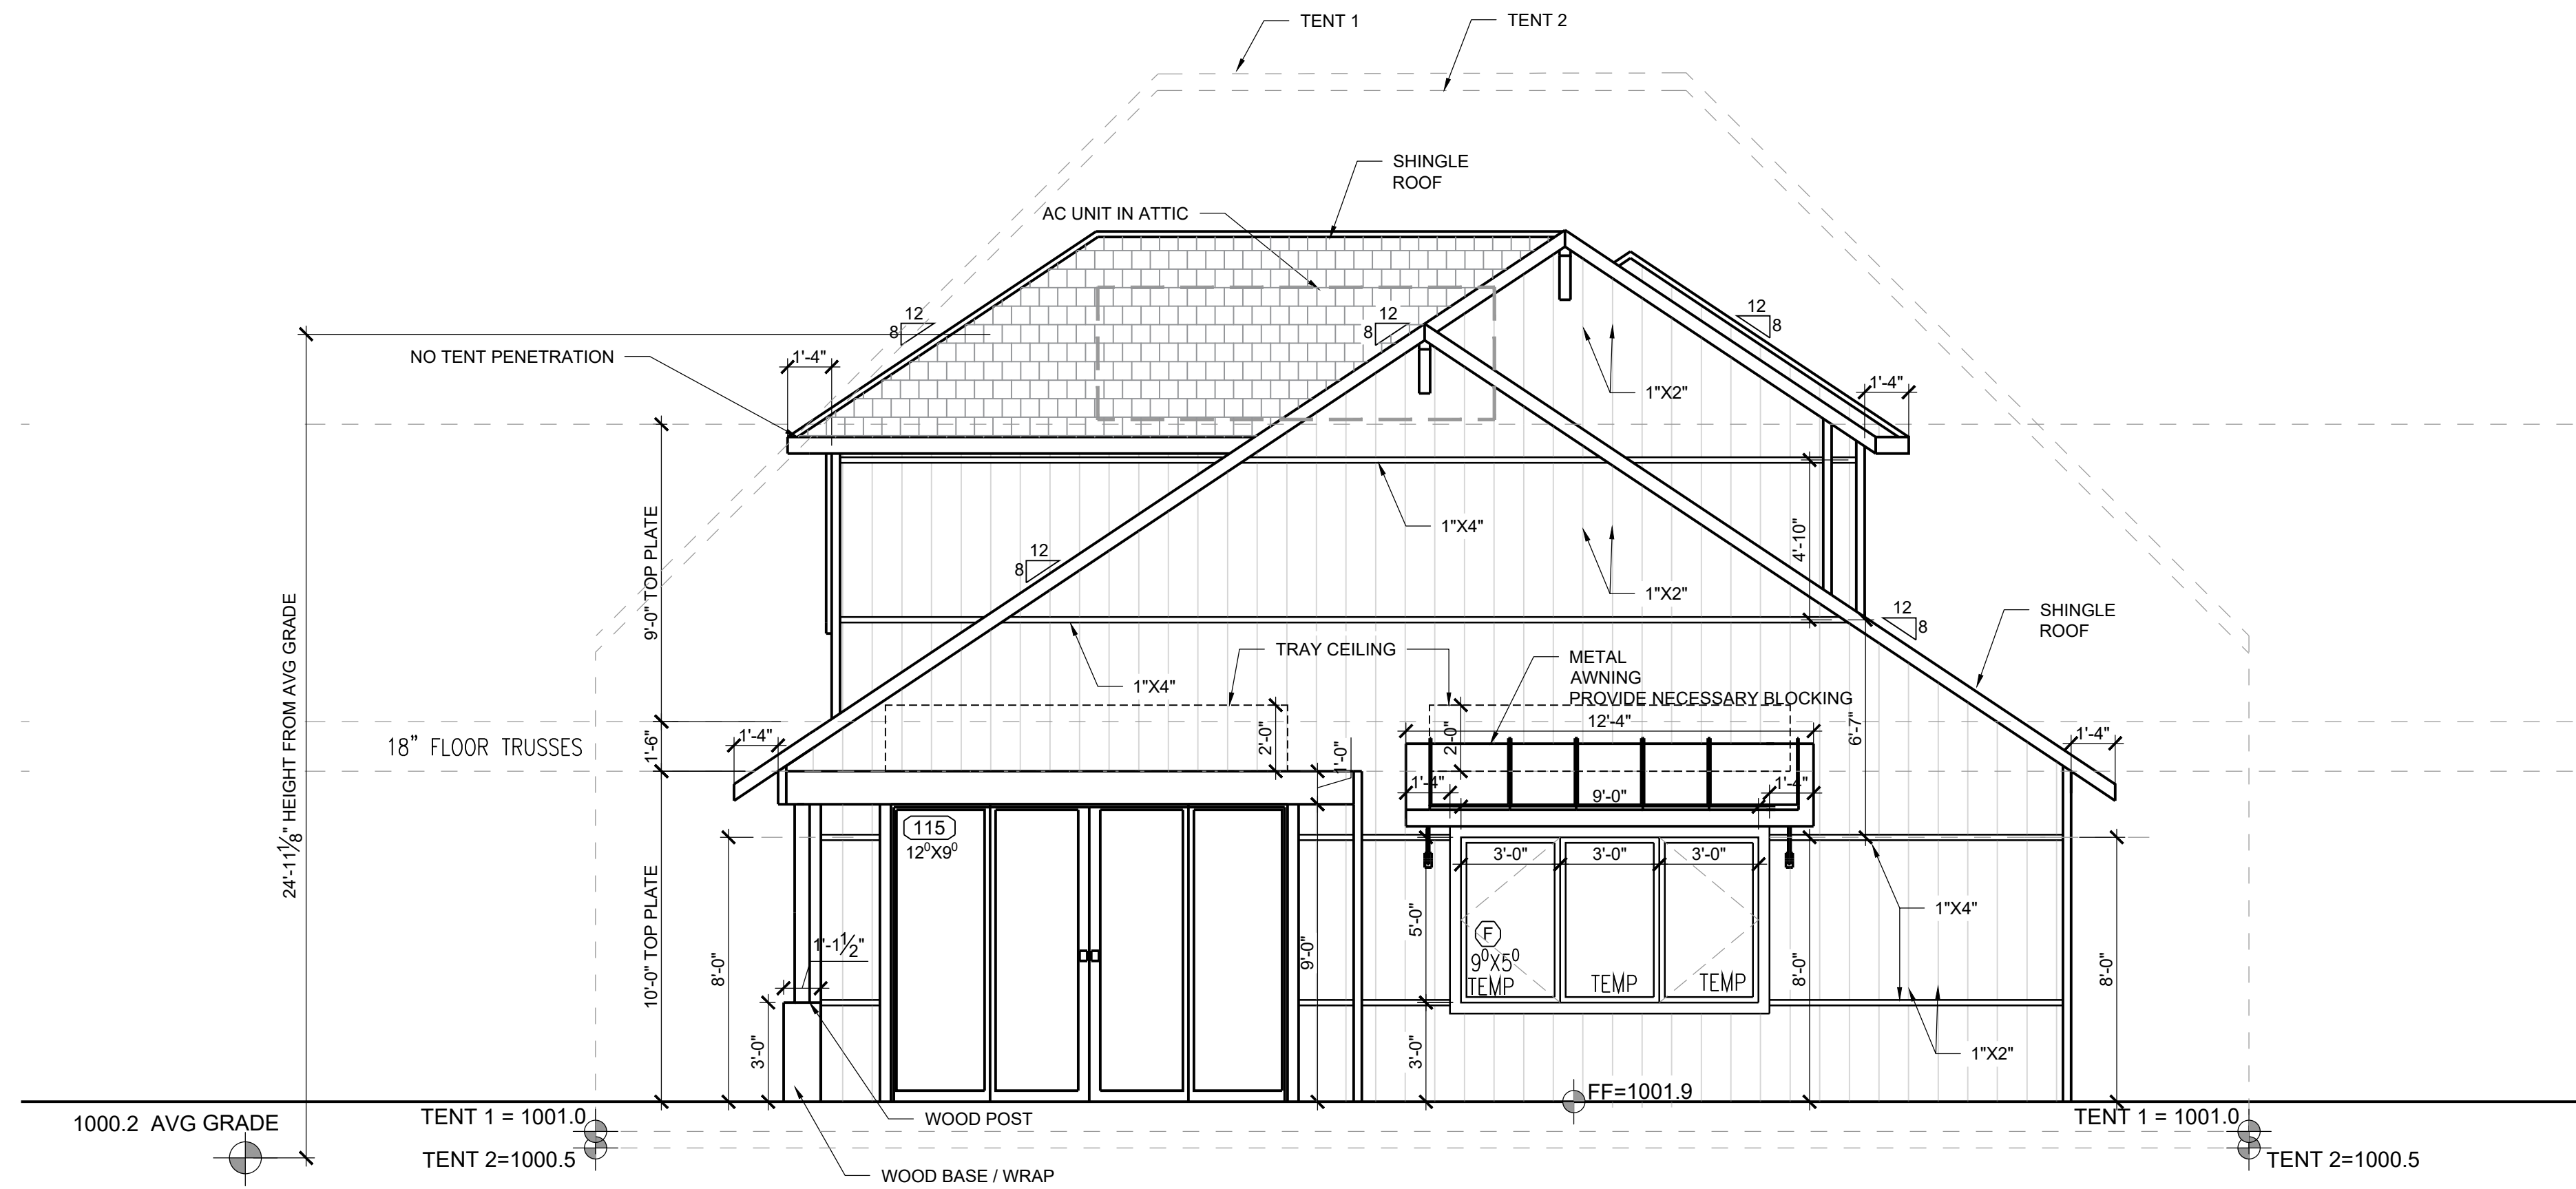 TENT 1
TENT 2
SHINGLE
ROOF
AC UNIT IN ATTIC
12
8
12
8
12
8
NO TENT PENETRATION
1'-4"
1'-4"
1"X2"
9'-0" TOP PLATE
1"X4"
4'-10"
12
8
1"X2"
24'-11 1/8" HEIGHT FROM AVG GRADE
12
8
SHINGLE
ROOF
TRAY CEILING
METAL
AWNING
PROVIDE NECESSARY BLOCKING
1"X4"
12'-4"
6'-7"
18" FLOOR TRUSSES
1'-6"
1'-4"
2'-0"
1'-0"
2'-0"
1'-4"
1'-4"
1'-4"
9'-0"
115
12⁰X9⁰
3'-0"
3'-0"
3'-0"
10'-0" TOP PLATE
8'-0"
1'-1 1/2"
9'-0"
5'-0"
F
9⁰X5⁰
TEMP
TEMP
TEMP
8'-0"
1"X4"
8'-0"
3'-0"
3'-0"
1"X2"
FF=1001.9
1000.2 AVG GRADE
TENT 1 = 1001.0
WOOD POST
TENT 1 = 1001.0
TENT 2=1000.5
WOOD BASE / WRAP
TENT 2=1000.5